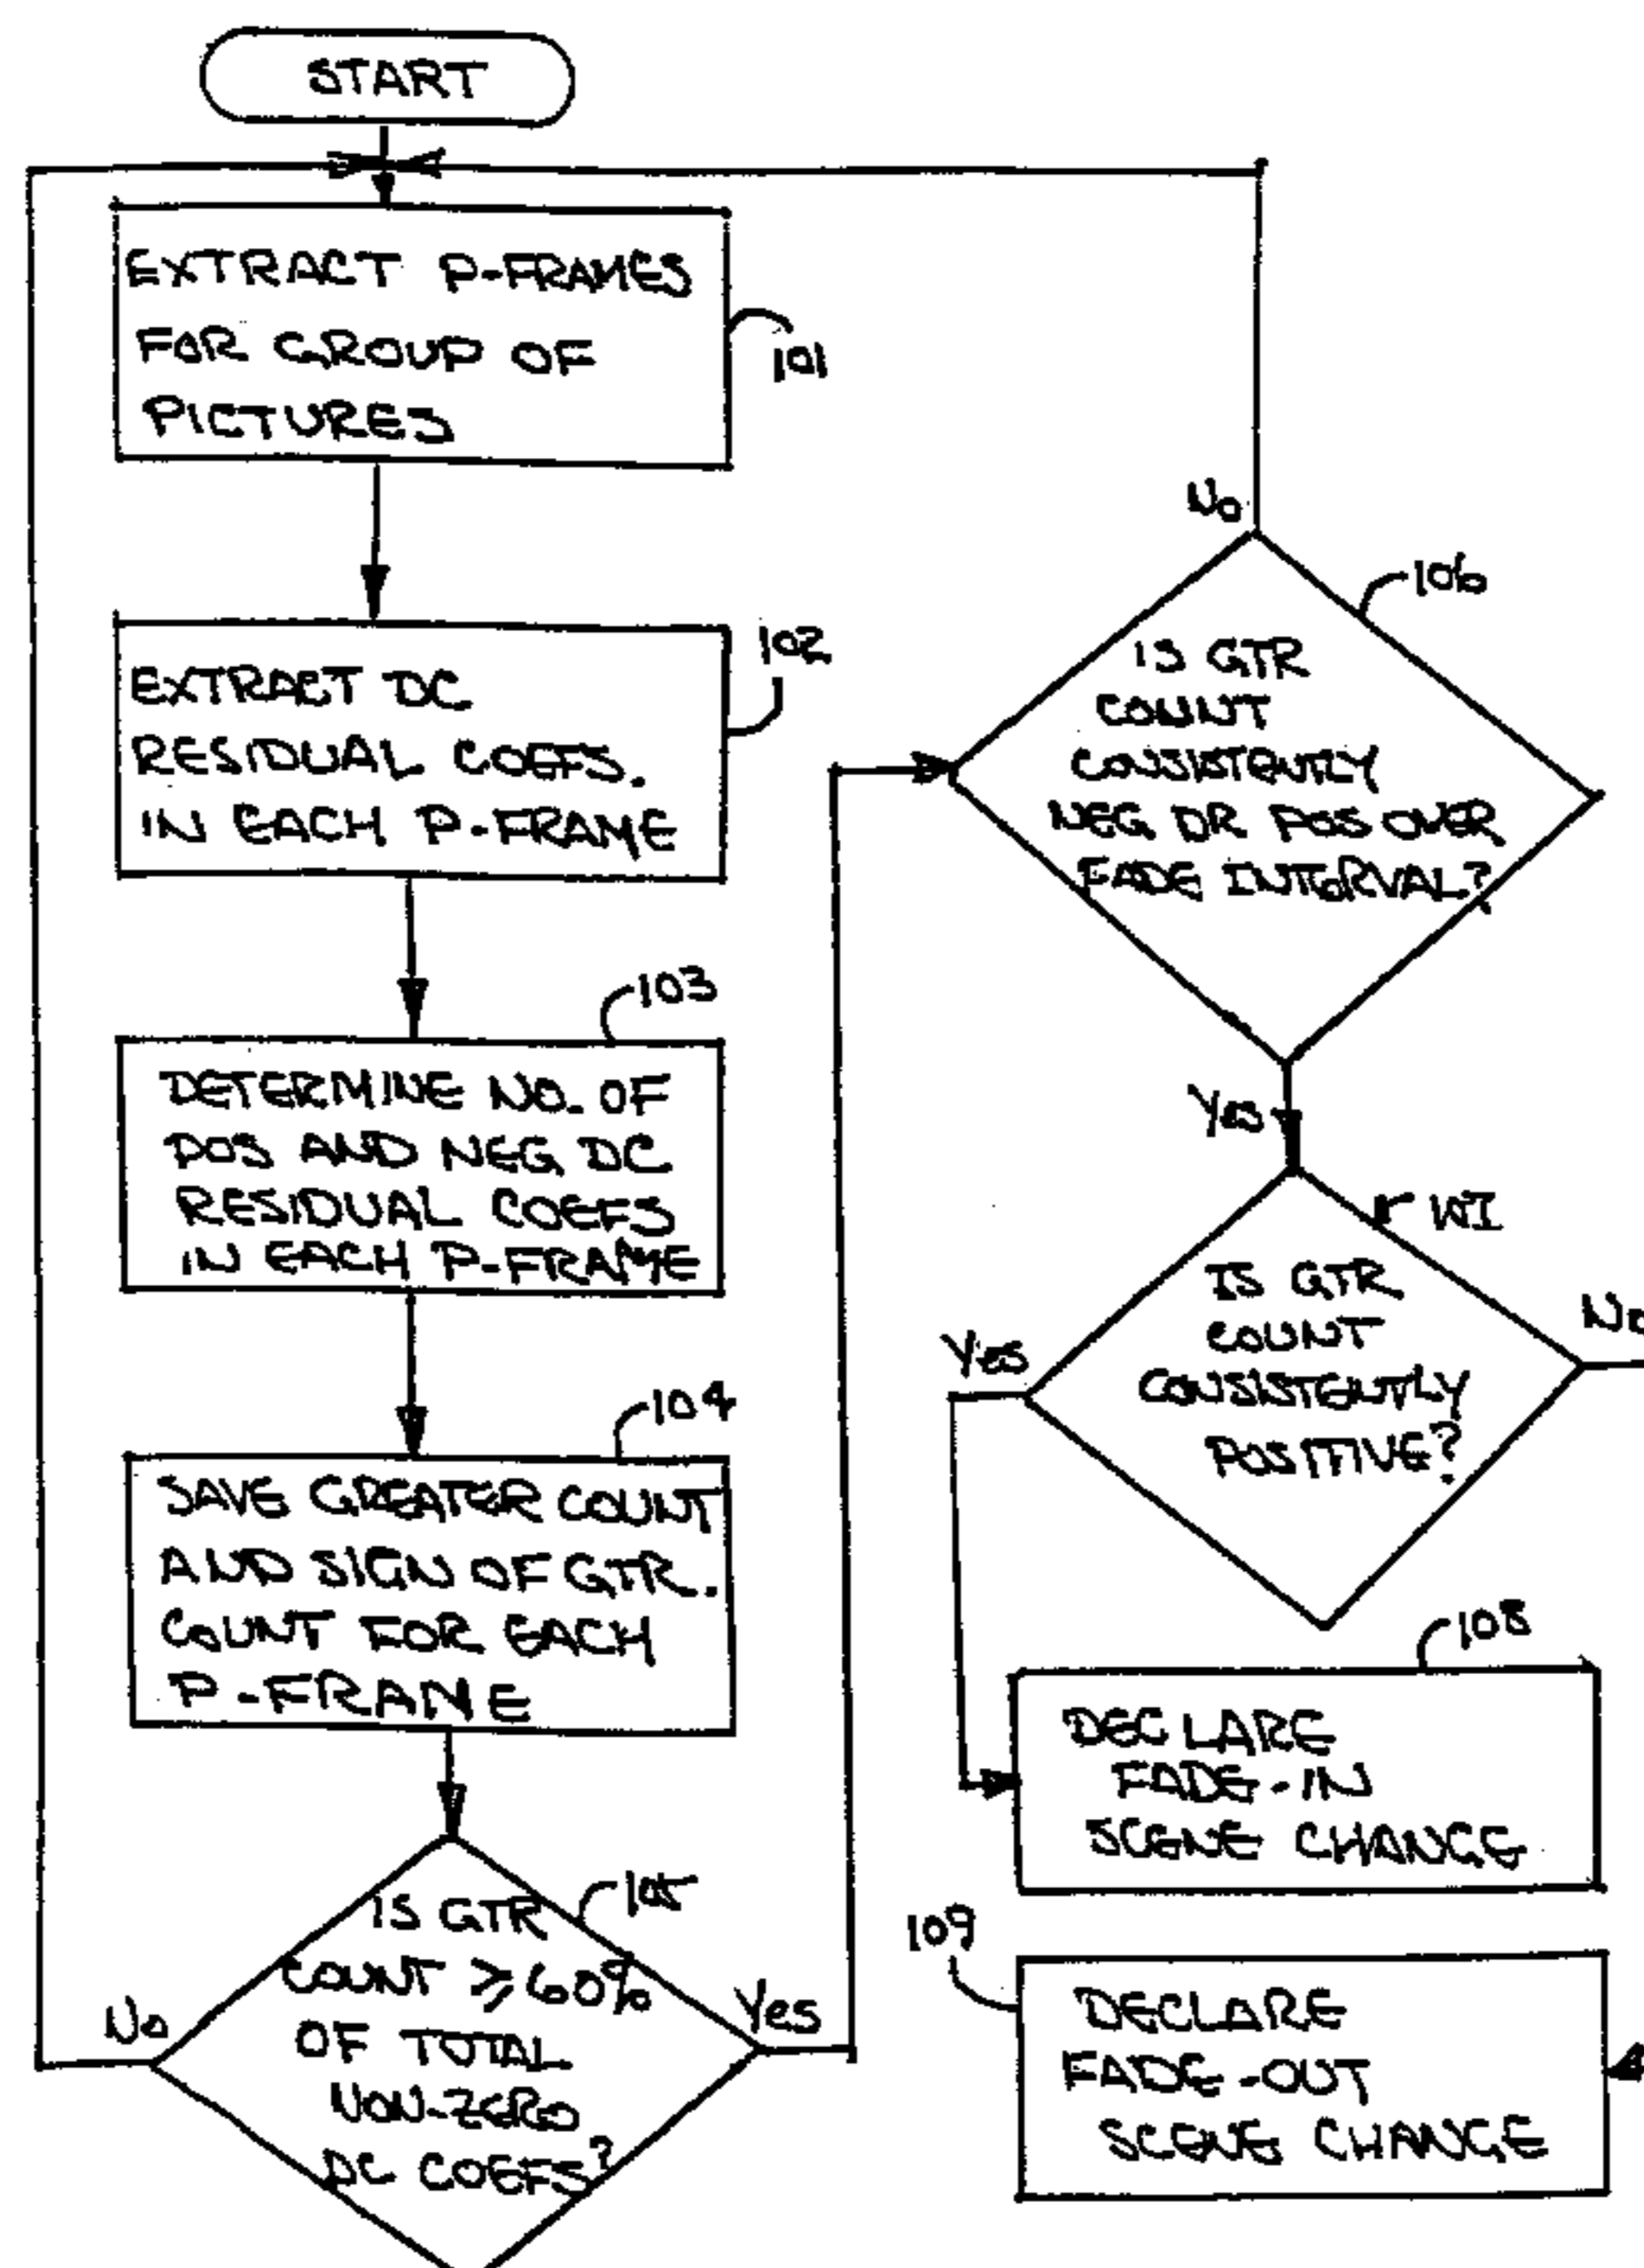 START
EXTRACT P-FRAMES
FOR GROUP OF
PICTURES
101
EXTRACT DC
RESIDUAL COEFS.
IN EACH P-FRAME
102
103
DETERMINE NO. OF
POS AND NEG DC
RESIDUAL COEFS
IN EACH P-FRAME
104
SAVE GREATER COUNT
AND SIGN OF GTR.
COUNT FOR EACH
P-FRAME
105
IS GTR
COUNT ≥ 60%
OF TOTAL
NON-ZERO
DC COEFS?
No
Yes
No
106
IS GTR
COUNT
CONSISTENTLY
NEG OR POS OVER
FADE INTERVAL?
Yes
IS GTR
COUNT
CONSISTENTLY
POSITIVE?
Yes
No
108
DECLARE
FADE-IN
SCENE CHANGE
109
DECLARE
FADE-OUT
SCENE CHANGE